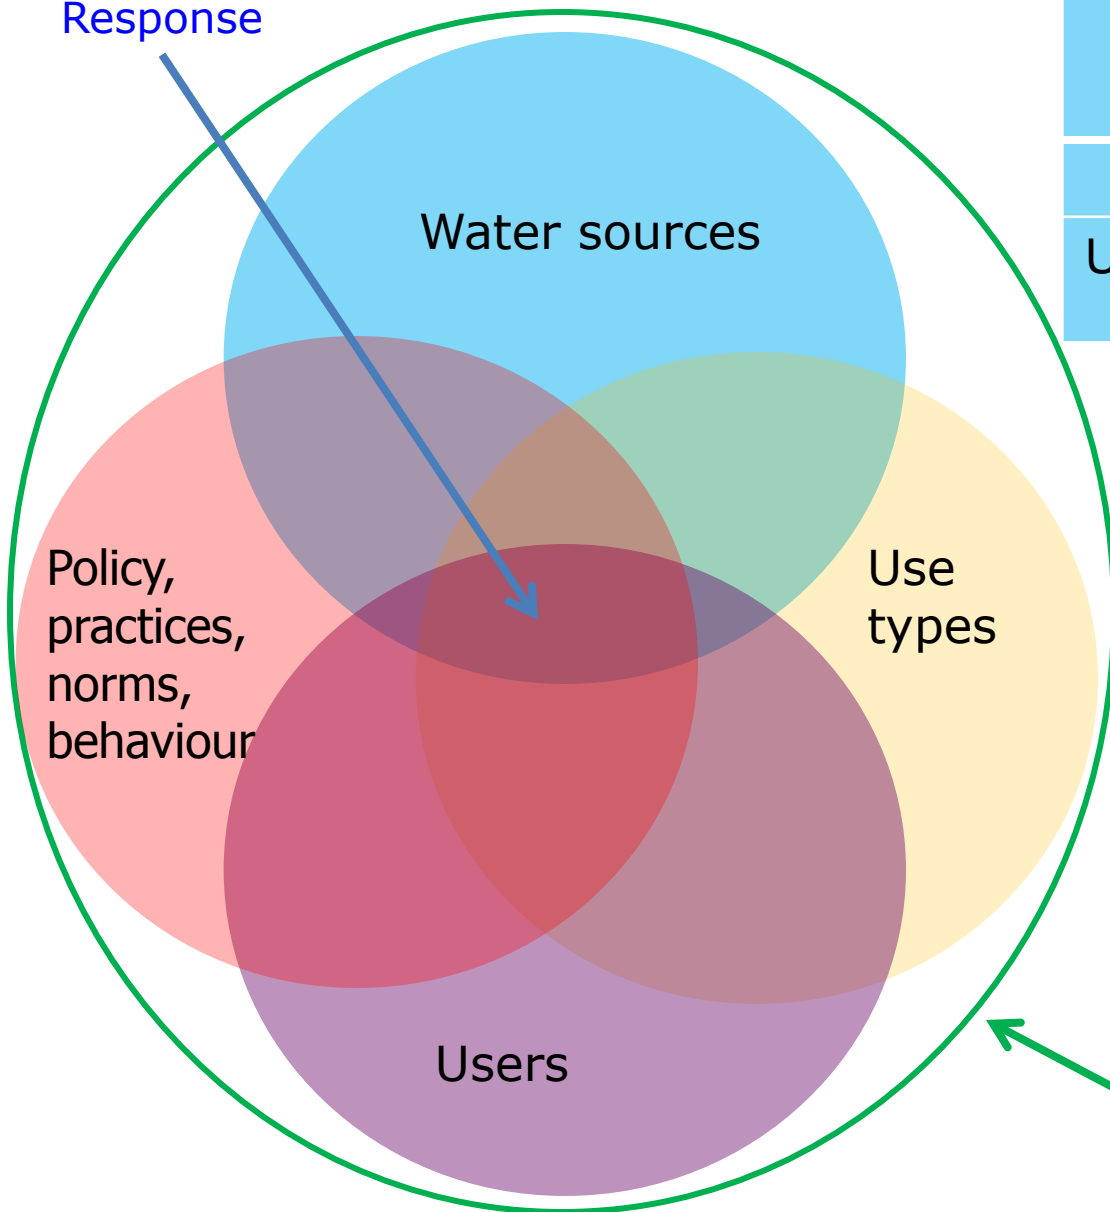 Response
Water sources
U
Policy,
practices,
norms,
behaviour
Use
types
Users